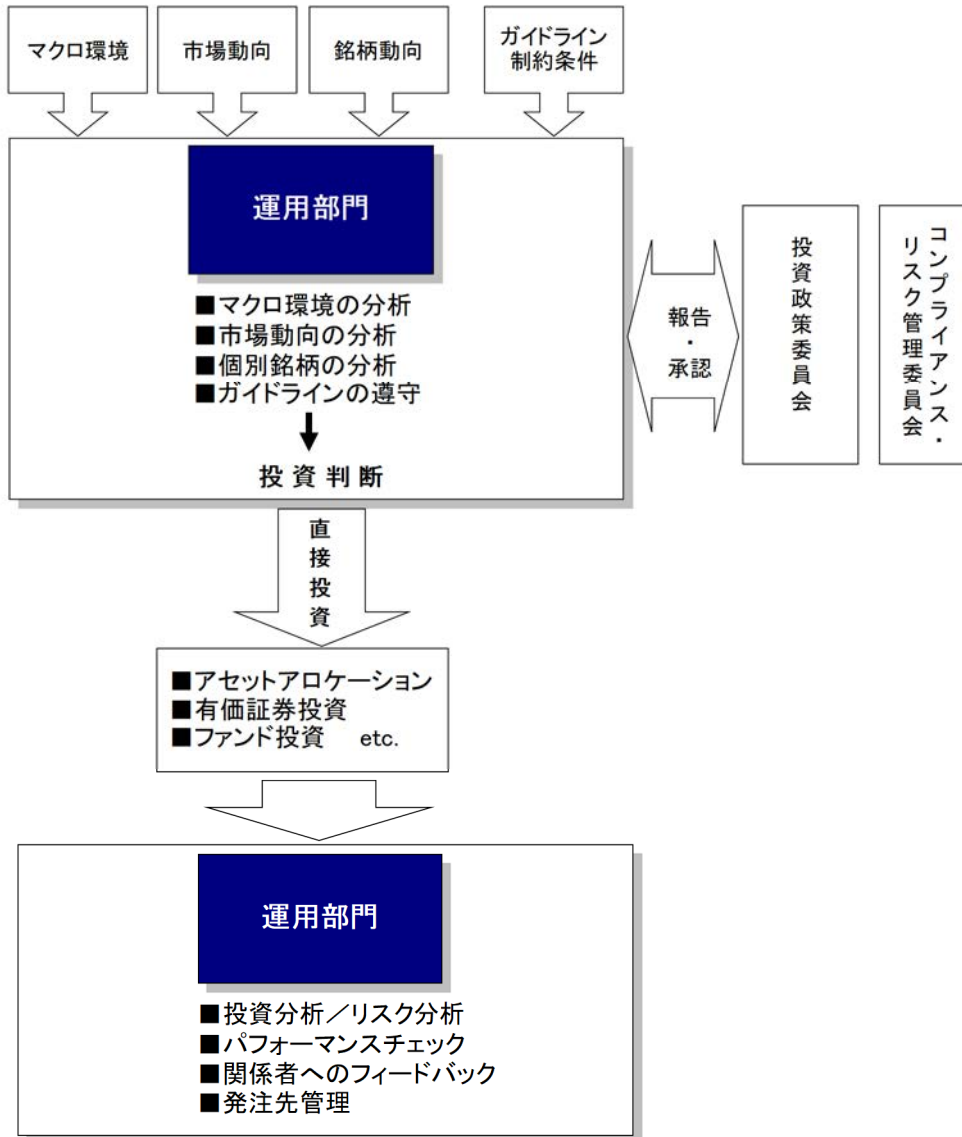 マクロ環境
市場動向
銘柄動向
ガイドライン
制約条件
運用部門
■マクロ環境の分析
■市場動向の分析
■個別銘柄の分析
■ガイドラインの遵守
投資判断
報告
・
承認
投資政策委員会
コンプライアンス・
リスク管理委員会
直接投資
■アセットアロケーション
■有価証券投資
■ファンド投資 etc.
運用部門
■投資分析／リスク分析
■パフォーマンスチェック
■関係者へのフィードバック
■発注先管理